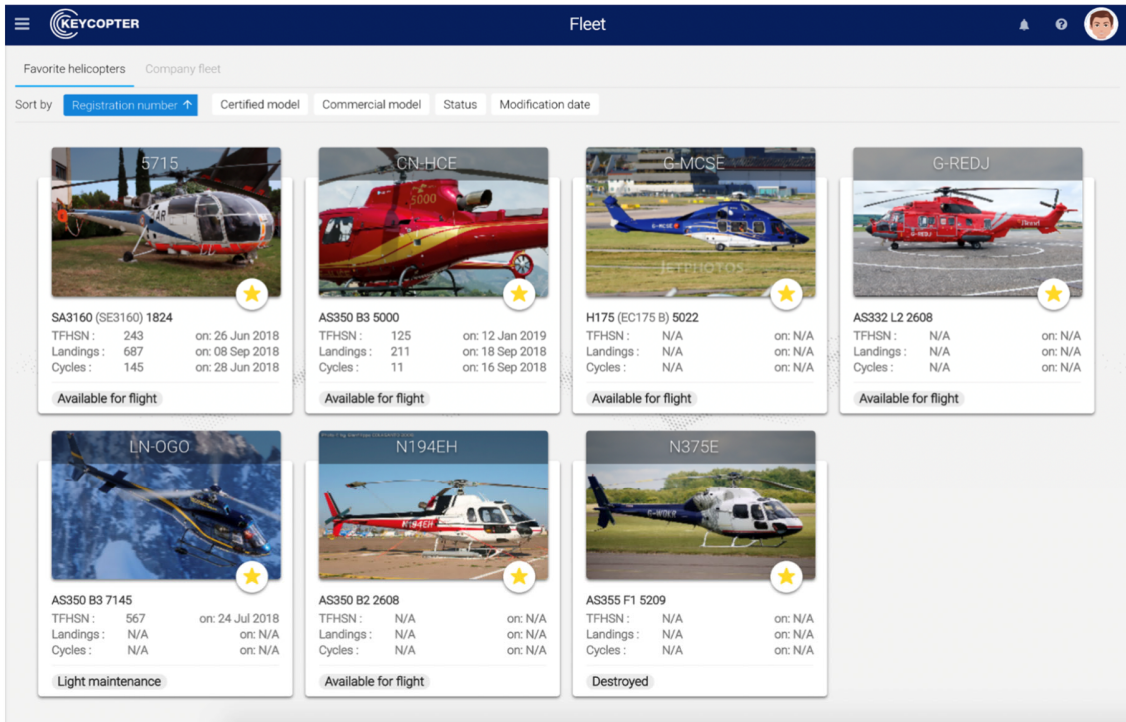 KEYCOPTER
Fleet
Favorite helicopters
Company fleet
Sort by
Registration number
Certified model
Commercial model
Status
Modification date
5715
SA3160 (SE3160) 1824
TFHSN : 243 on: 26 Jun 2018
Landings : 687 on: 08 Sep 2018
Cycles : 145 on: 28 Jun 2018
Available for flight
CN-HCE
5000
AS350 B3 5000
TFHSN : 125 on: 12 Jan 2019
Landings : 211 on: 18 Sep 2018
Cycles : 11 on: 16 Sep 2018
Available for flight
G-MCSE
G-MCSE
JETPHOTOS
H175 (EC175 B) 5022
TFHSN : N/A on: N/A
Landings : N/A on: N/A
Cycles : N/A on: N/A
Available for flight
G-REDJ
G-REDJ
AS332 L2 2608
TFHSN : N/A on: N/A
Landings : N/A on: N/A
Cycles : N/A on: N/A
Available for flight
LN-OGO
AS350 B3 7145
TFHSN : 567 on: 24 Jul 2018
Landings : N/A on: N/A
Cycles : N/A on: N/A
Light maintenance
N194EH
N194EH
AS350 B2 2608
TFHSN : N/A on: N/A
Landings : N/A on: N/A
Cycles : N/A on: N/A
Available for flight
N375E
AS355 F1 5209
TFHSN : N/A on: N/A
Landings : N/A on: N/A
Cycles : N/A on: N/A
Destroyed